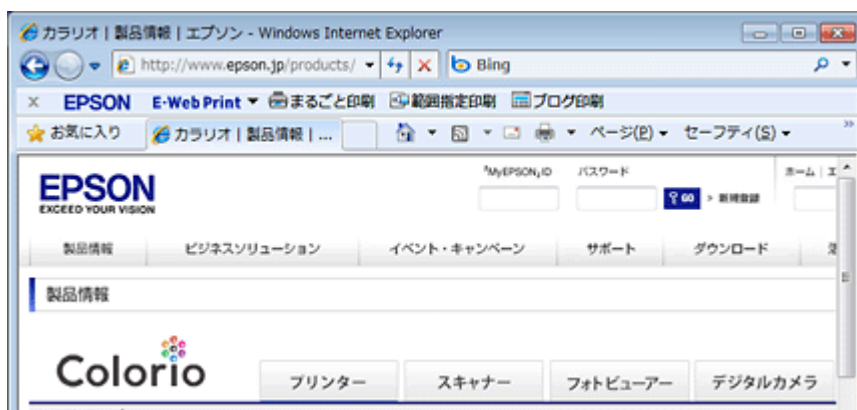 カラリオ | 製品情報 | エプソン - Windows Internet Explorer
http://www.epson.jp/products/ Bing
× EPSON E-Web Print まるごと印刷 範囲指定印刷 ブログ印刷
お気に入り カラリオ | 製品情報 | ... ページ(P) セーフティ(S) »
MyEPSON ID パスワード ホーム | エ
EPSON
EXCEED YOUR VISION
GO > 新規登録
製品情報 ビジネスソリューション イベント・キャンペーン サポート ダウンロード
製品情報
Colorio プリンター スキャナー フォトビューアー デジタルカメラ